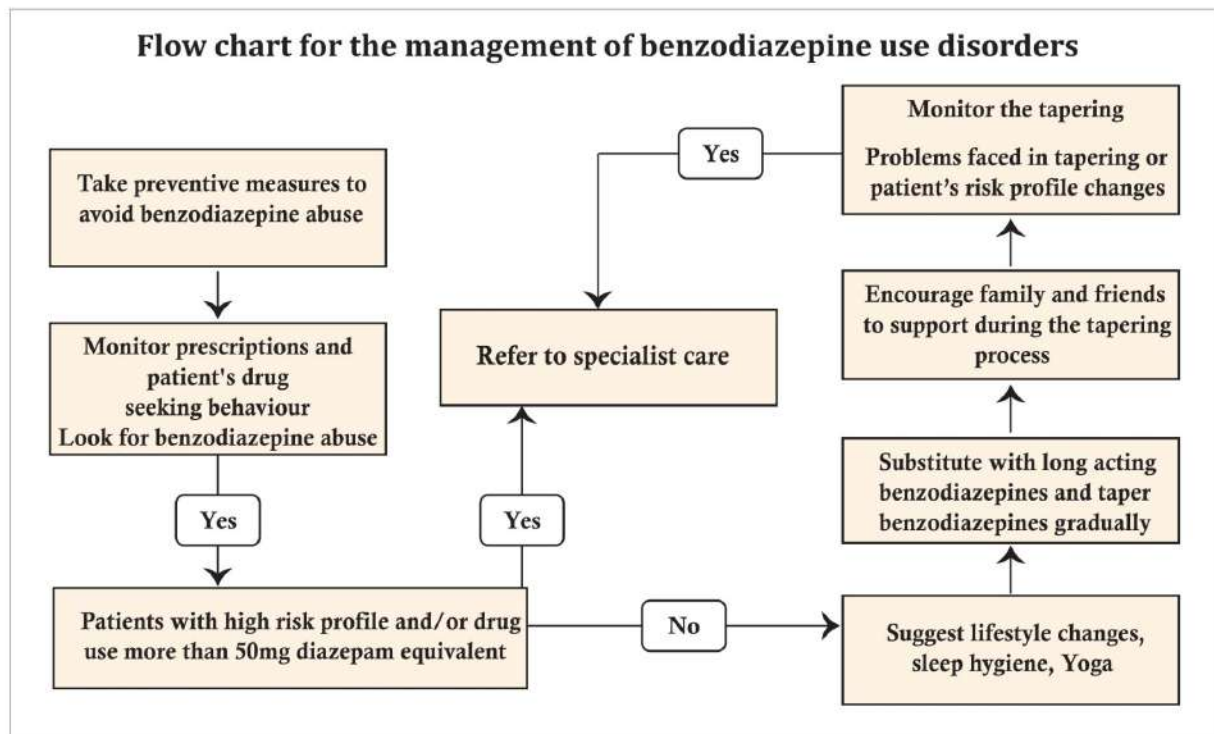 Flow chart for the management of benzodiazepine use disorders
Take preventive measures to
avoid benzodiazepine abuse
Monitor prescriptions and
patient's drug
seeking behaviour
Look for benzodiazepine abuse
Yes
Patients with high risk profile and/or drug
use more than 50mg diazepam equivalent
Yes
Refer to specialist care
No
Suggest lifestyle changes,
sleep hygiene, Yoga
Substitute with long acting
benzodiazepines and taper
benzodiazepines gradually
Encourage family and friends
to support during the tapering
process
Monitor the tapering
Problems faced in tapering or
patient’s risk profile changes
Yes